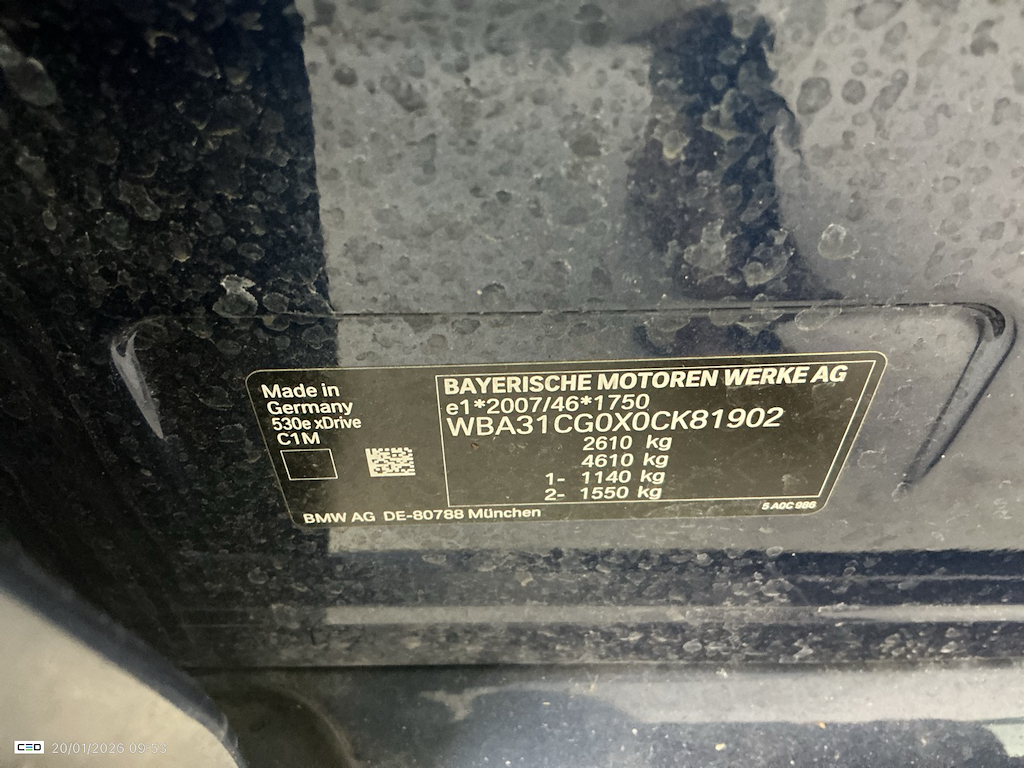 Made in
Germany
530e xDrive
C1M
BMW AG DE-80788 München
BAYERISCHE MOTOREN WERKE AG
e1*2007/46*1750
WBA31CG0X0CK81902
2610 kg
4610 kg
1- 1140 kg
2- 1550 kg
5 A0C 986
CEO 20/01/2026 09:53